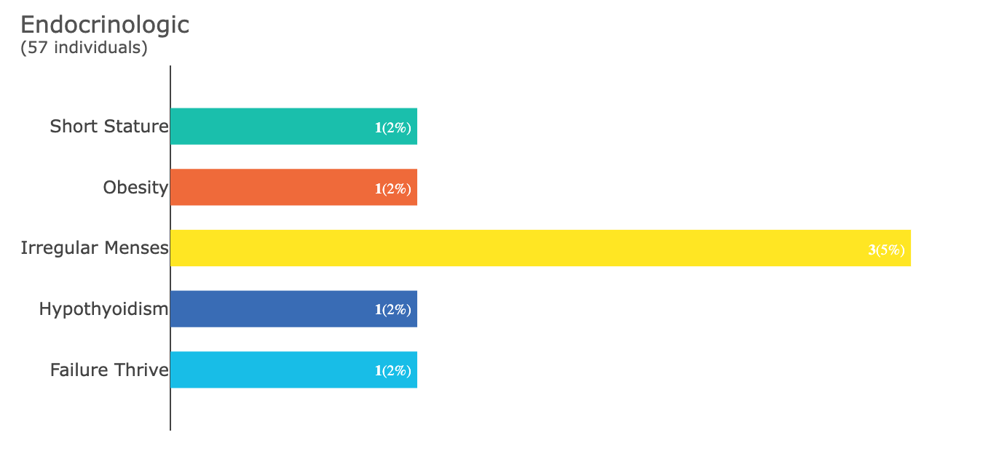 Endocrinologic
(57 individuals)
Short Stature 1(2%)
Obesity 1(2%)
Irregular Menses 3(5%)
Hypothyoidism 1(2%)
Failure Thrive 1(2%)